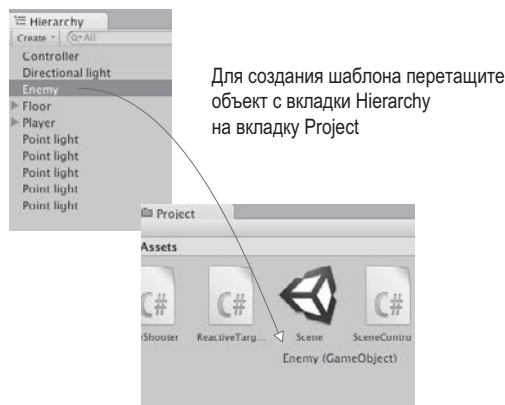 Hierarchy
Create
All
Controller
Directional light
Enemy
Floor
Player
Point light
Point light
Point light
Point light
Point light
Для создания шаблона перетащите
объект с вкладки Hierarchy
на вкладку Project
Project
Assets
C# C# C#
yShooter ReactiveTarg... Scene SceneContro
Enemy (GameObject)